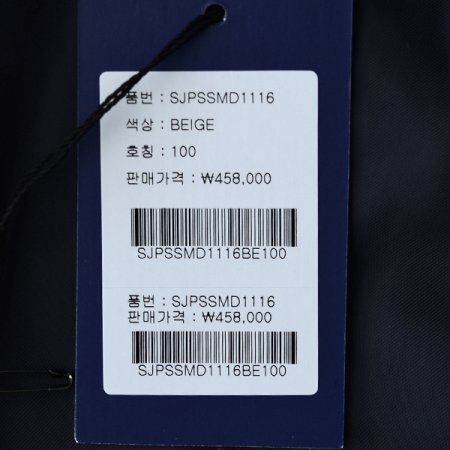 품번 : SJPSSMD1116
색상 : BEIGE
호칭 : 100
판매가격 : ₩458,000
SJPSSMD1116BE100
품번 : SJPSSMD1116
판매가격 : ₩458,000
SJPSSMD1116BE100